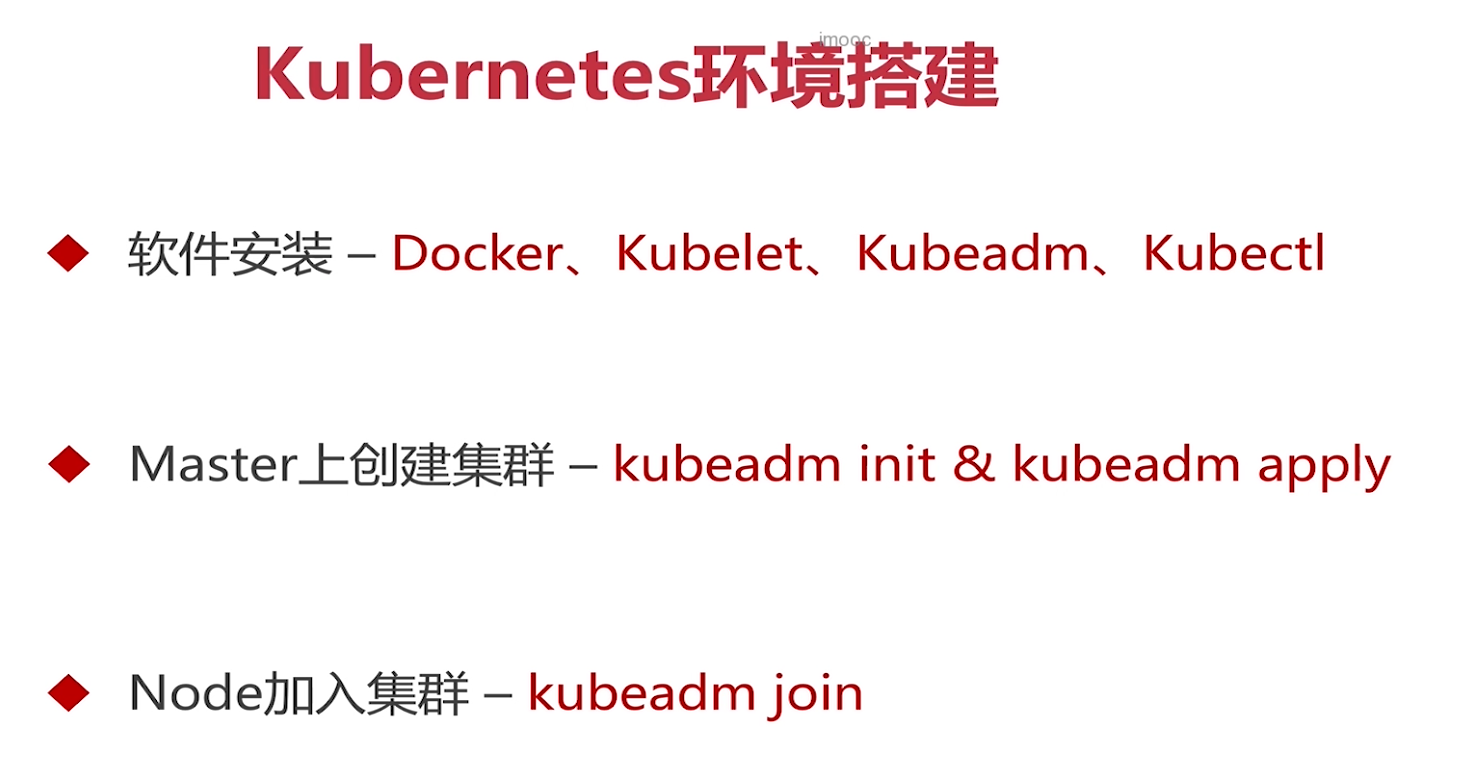 imooc
Kubernetes环境搭建
软件安装 – Docker、Kubelet、Kubeadm、Kubectl
Master上创建集群 – kubeadm init & kubeadm apply
Node加入集群 – kubeadm join